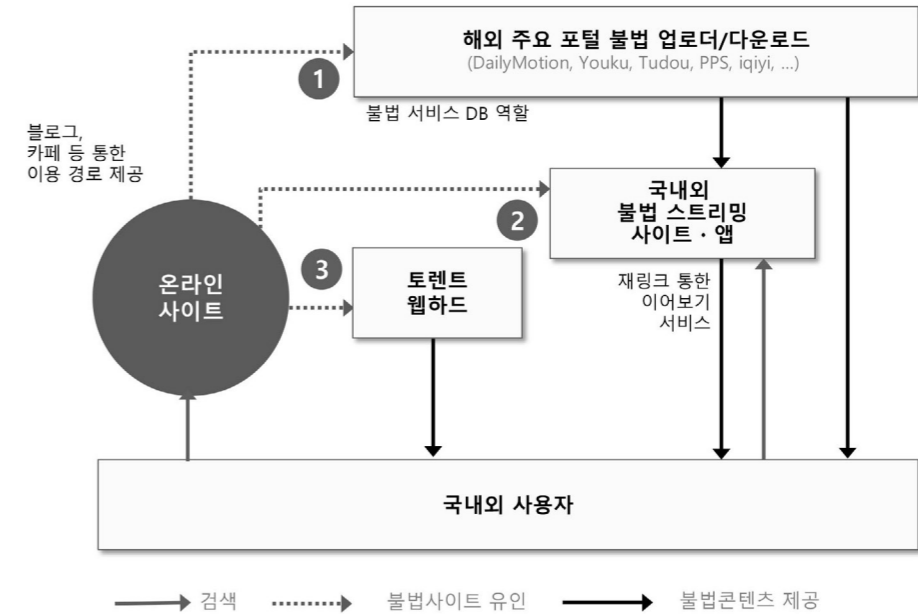 해외 주요 포털 불법 업로더/다운로드
(DailyMotion, Youku, Tudou, PPS, iqiyi, ...)
1
불법 서비스 DB 역할
블로그,
카페 등 통한
이용 경로 제공
국내외
불법 스트리밍
사이트 · 앱
2
3
온라인
사이트
토렌트
웹하드
재링크 통한
이어보기
서비스
국내외 사용자
검색
불법사이트 유인
불법콘텐츠 제공